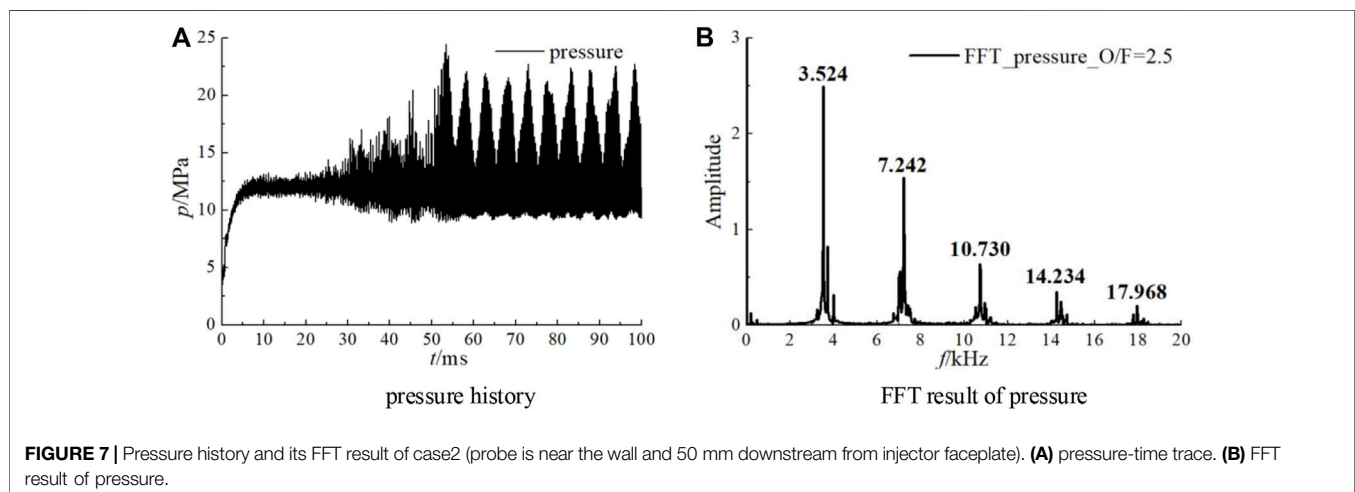 A
25
20
15
10
5
0
p/MPa
pressure
0 10 20 30 40 50 60 70 80 90 100
t/ms
pressure history
B
3
2
1
0
Amplitude
FFT_pressure_O/F=2.5
3.524
7.242
10.730
14.234
17.968
0 2 4 6 8 10 12 14 16 18 20
f/kHz
FFT result of pressure
FIGURE 7 | Pressure history and its FFT result of case2 (probe is near the wall and 50 mm downstream from injector faceplate). (A) pressure-time trace. (B) FFT
result of pressure.